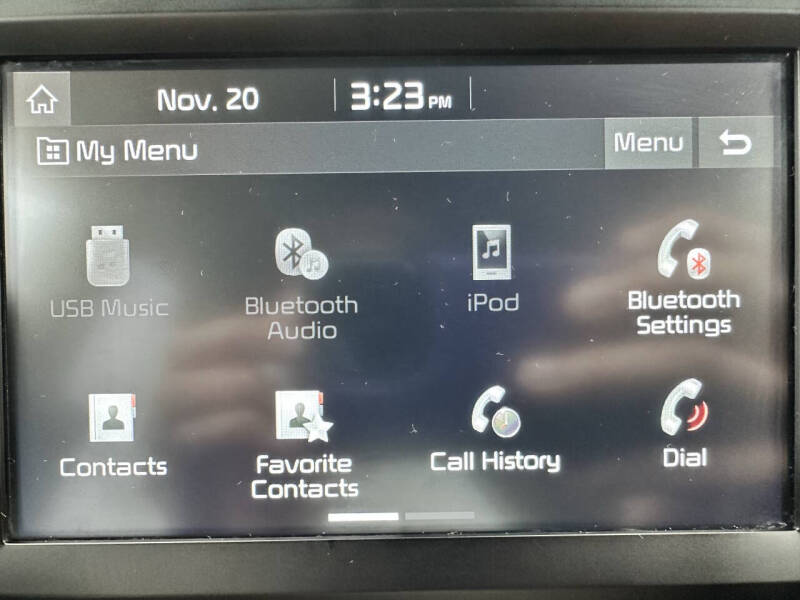 Nov. 20 3:23 PM
My Menu Menu
USB Music Bluetooth Audio iPod Bluetooth Settings
Contacts Favorite Contacts Call History Dial